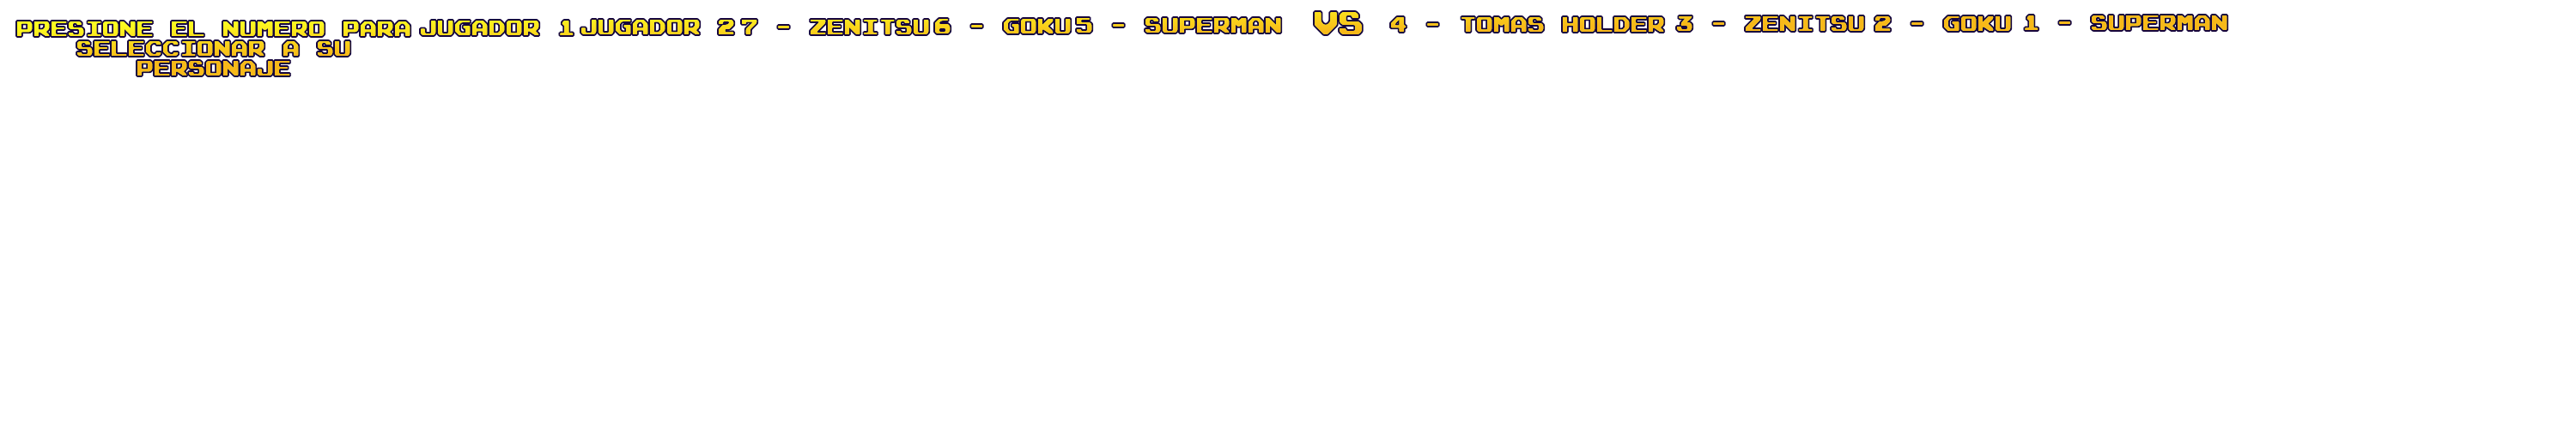 PRESIONE EL NUMERO PARA
SELECCIONAR A SU
PERSONAJE
JUGADOR 1
JUGADOR 2
7 - ZENITSU
6 - GOKU
5 - SUPERMAN
VS
4 - TOMAS HOLDER
3 - ZENITSU
2 - GOKU
1 - SUPERMAN